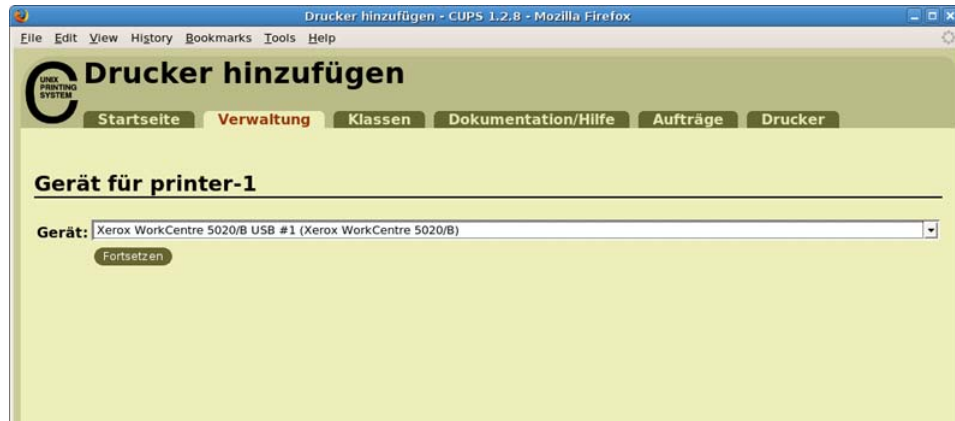 Drucker hinzufügen - CUPS 1.2.8 - Mozilla Firefox
File Edit View History Bookmarks Tools Help
UNIX
PRINTING
SYSTEM
Drucker hinzufügen
Startseite Verwaltung Klassen Dokumentation/Hilfe Aufträge Drucker
Gerät für printer-1
Gerät: Xerox WorkCentre 5020/B USB #1 (Xerox WorkCentre 5020/B)
Fortsetzen